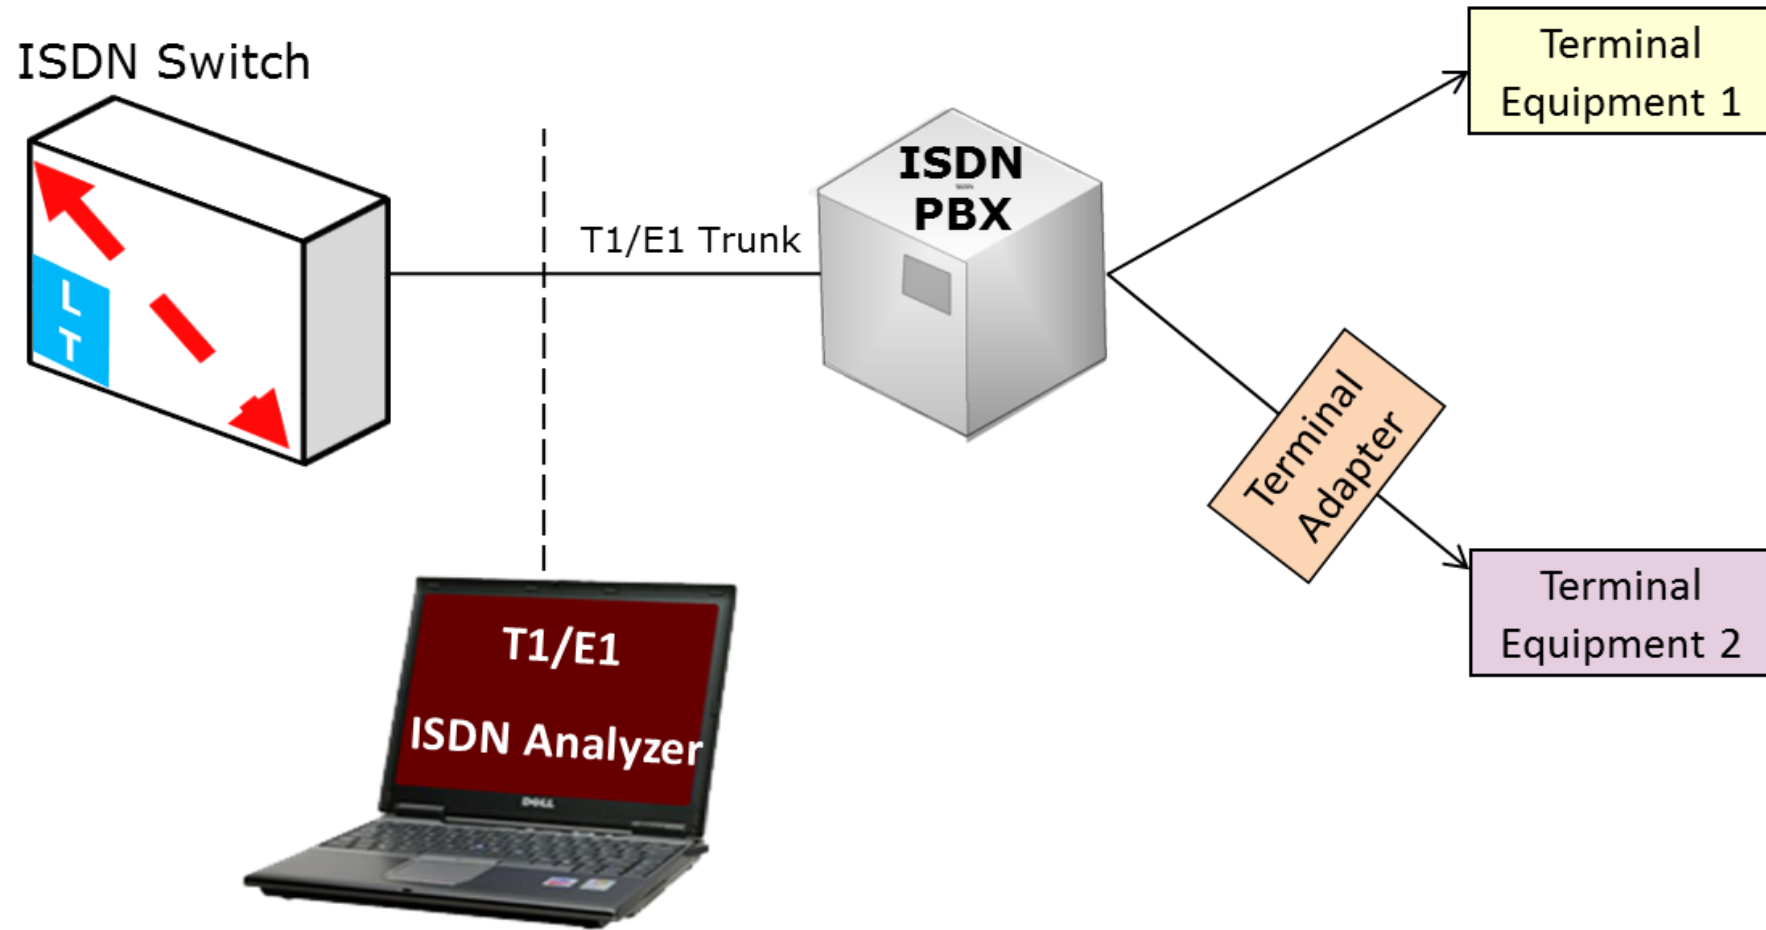 ISDN Switch
L
T
T1/E1 Trunk
ISDN
PBX
Terminal
Equipment 1
Terminal
Adapter
Terminal
Equipment 2
T1/E1
ISDN Analyzer
DELL